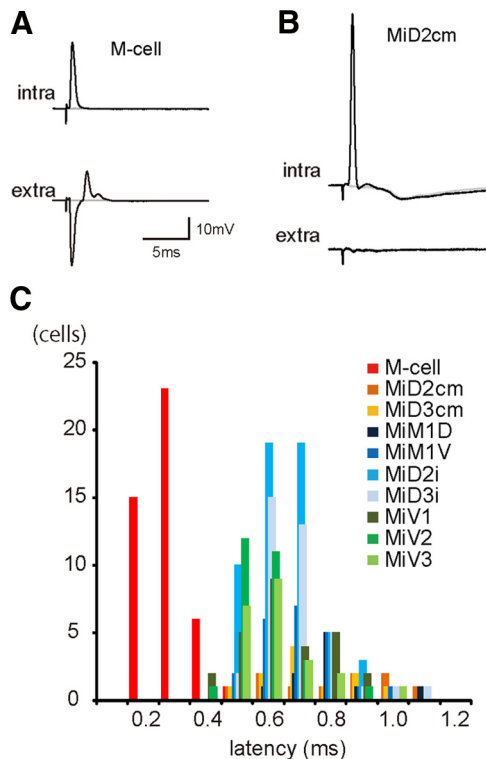 A
M-cell
intra
extra
10mV
5ms
B
MiD2cm
intra
extra
C
(cells)
25
20
15
10
5
0
M-cell
MiD2cm
MiD3cm
MiM1D
MiM1V
MiD2i
MiD3i
MiV1
MiV2
MiV3
0.2 0.4 0.6 0.8 1.0 1.2
latency (ms)